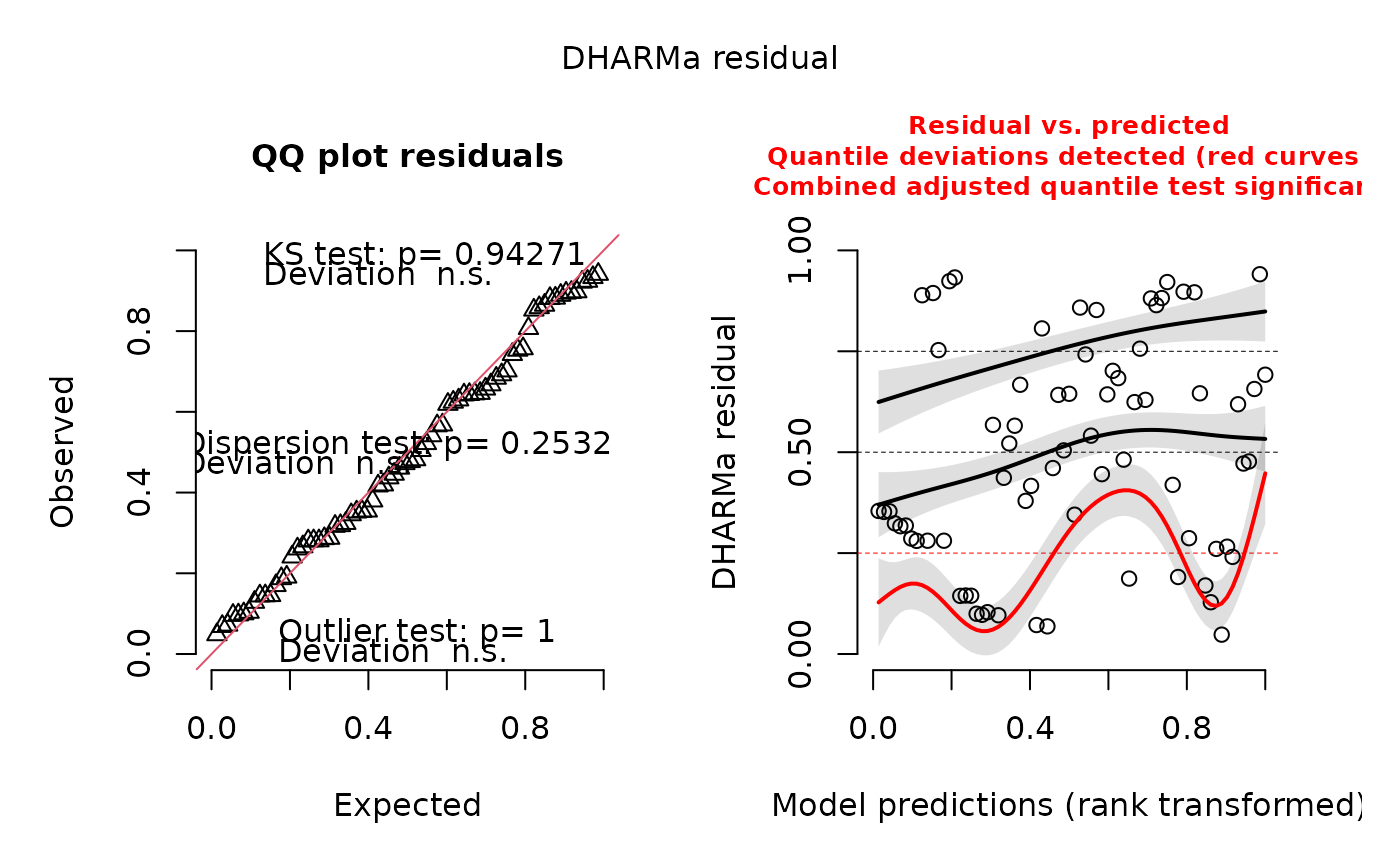 DHARMa residual
QQ plot residuals
KS test: p= 0.94271
Deviation n.s.
Dispersion test: p= 0.2532
Deviation n.s.
Outlier test: p= 1
Deviation n.s.
Observed
0.0 0.4 0.8
0.0 0.4 0.8
Expected
Residual vs. predicted
Quantile deviations detected (red curves
Combined adjusted quantile test significan
DHARMa residual
0.00 0.50 1.00
0.0 0.4 0.8
Model predictions (rank transformed)